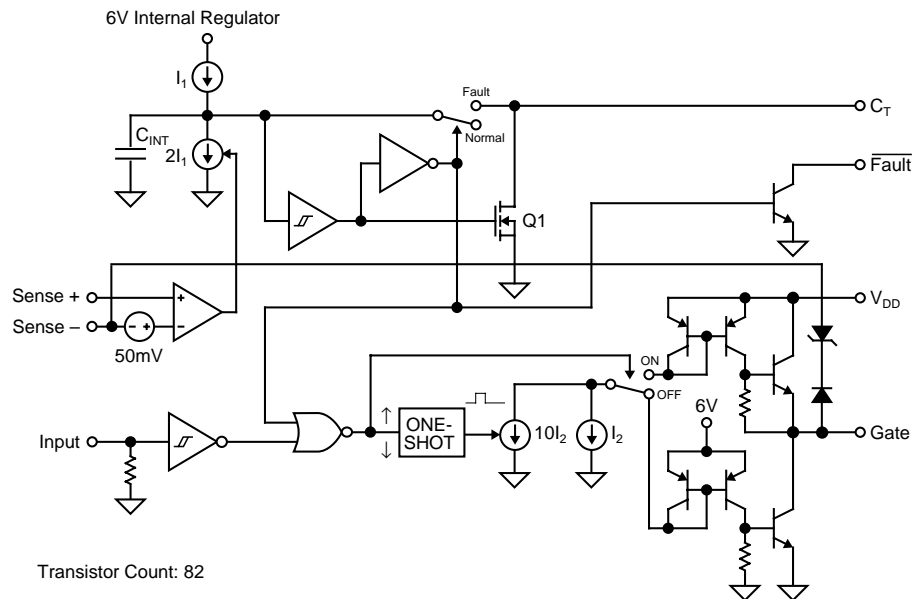 6V Internal Regulator
I1
Fault
Normal
CT
CINT
2I1
Fault
Q1
Sense +
Sense –
50mV
VDD
ON
OFF
6V
Input
ONE-
SHOT
10I2
I2
Gate
Transistor Count: 82